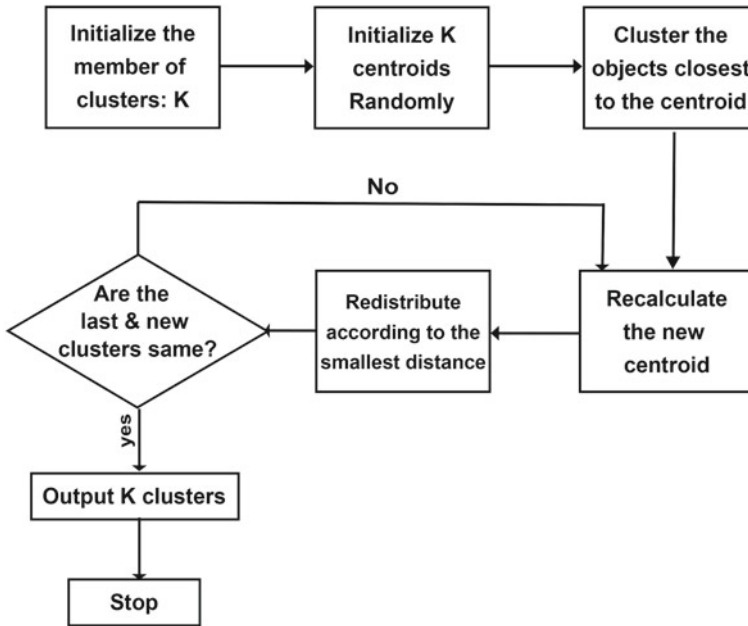 Initialize the
member of
clusters: K
Initialize K
centroids
Randomly
Cluster the
objects closest
to the centroid
No
Recalculate
the new
centroid
Redistribute
according to the
smallest distance
Are the
last & new
clusters same?
yes
Output K clusters
Stop